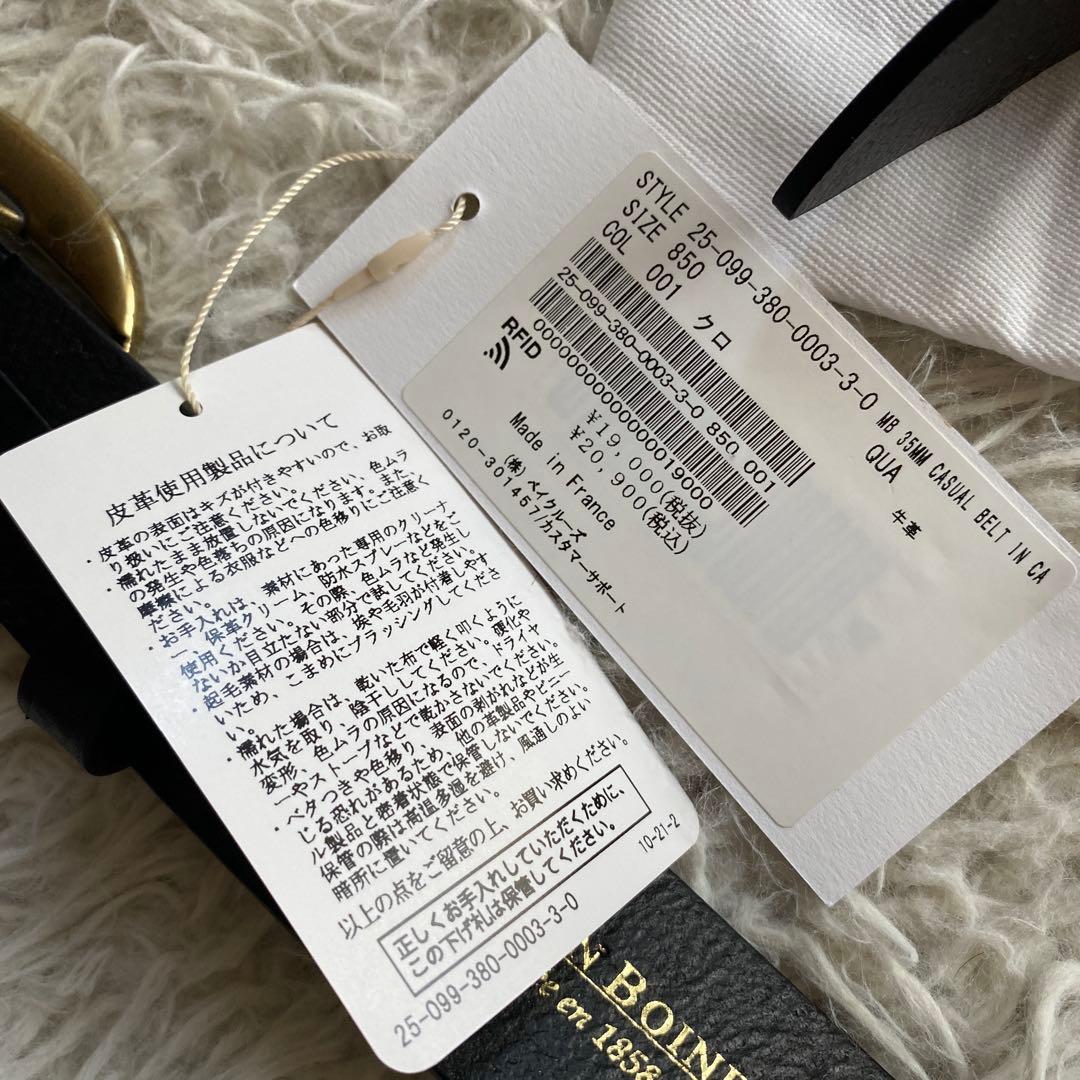 STYLE 25-099-380-0003-3-0
SIZE 850
COL 001 クロ
MB 35MM CASUAL BELT IN CA
QUA 牛革
25-099-380-0003-3-0 850 001
0000000000000019000
RFID
¥19,000(税抜)
¥20,900(税込)
Made in France
(株)ベイクルーズ
0120-301457/カスタマーサポート
皮革使用製品について
・皮革の表面はキズが付きやすいので、お取
り扱いにご注意ください。
・濡れたまま放置しないでください、色ムラ
の発生や色落ちの原因になります。また、
摩擦による衣服などへの色移りにご注意く
ださい。
・お手入れは、素材にあった専用のクリーナ
ー、保革クリーム、防水スプレーなどをご
使用ください。その際、色ムラなど発生し
ないか目立たない部分で試してください。
・起毛素材の場合は、埃や毛羽が付着しやす
いため、こまめにブラッシングしてくださ
・濡れた場合は、乾いた布で軽く叩くように
水気を取り、陰干ししてください。硬化や
変形、色ムラの原因になるので、ドライヤ
ーやストーブなどで乾かさないでください。
・ベタつきや色移り、表面の剥がれなどが生
じる恐れがあるため、他の革製品やビニー
ル製品と密着状態で保管しないでください。
保管の際は高温多湿を避け、風通しのよい
暗所に置いてください。
以上の点をご留意の上、お買い求めください。
正しくお手入れしていただくために、
この下げ札は保管してください。
10-21-2
25-099-380-0003-3-0
N BOIN
en 1858